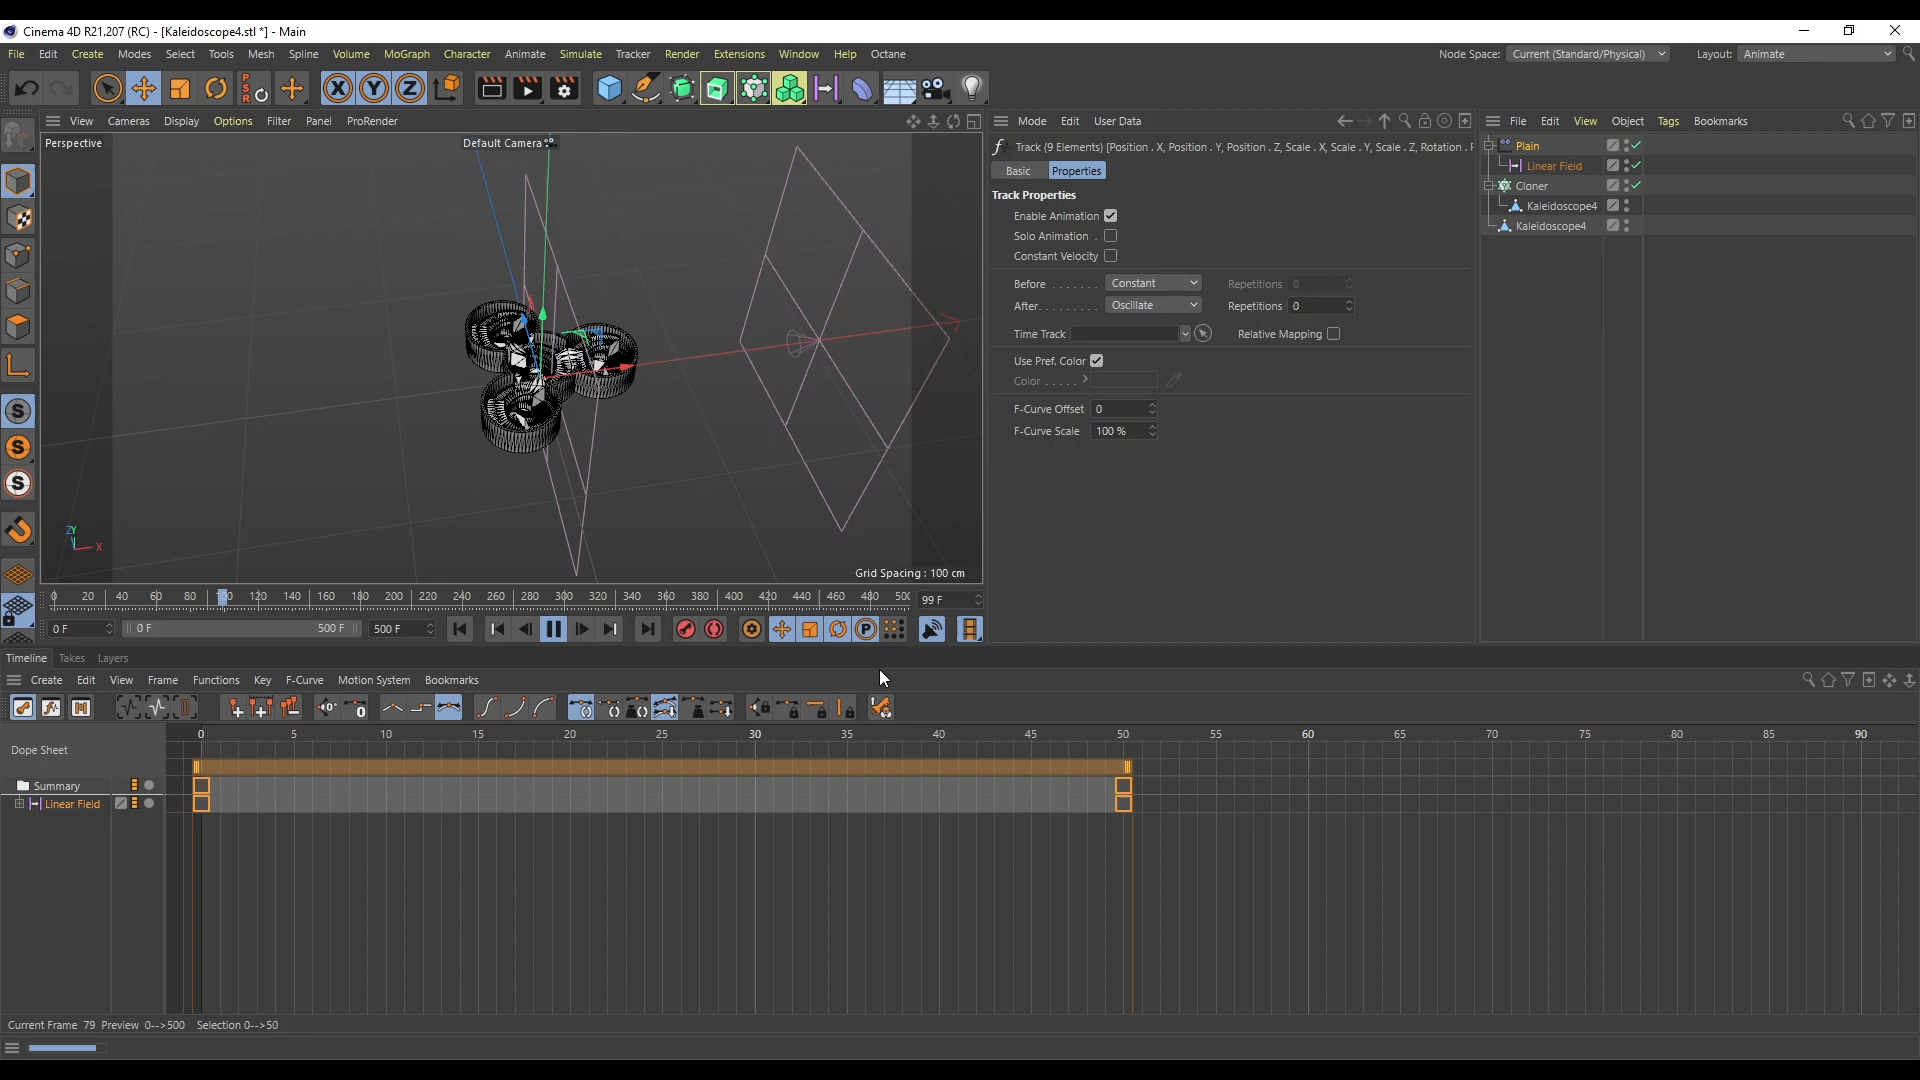 Cinema 4D R21.207 (RC) - [Kaleidoscope4.stl *] - Main
File Edit Create Modes Select Tools Mesh Spline Volume MoGraph Character Animate Simulate Tracker Render Extensions Window Help Octane Node Space: Current (Standard/Physical) Layout: Animate
PSR X Y Z
View Cameras Display Options Filter Panel ProRender
Perspective Default Camera
ZY X
Grid Spacing : 100 cm
S
S
S
0 20 40 60 80 100 120 140 160 180 200 220 240 260 280 300 320 340 360 380 400 420 440 460 480 500 99 F
0 F 0 F 500 F 500 F
Mode Edit User Data
Track (9 Elements) [Position . X, Position . Y, Position . Z, Scale . X, Scale . Y, Scale . Z, Rotation .
Basic Properties
Track Properties
Enable Animation
Solo Animation .
Constant Velocity
Before . . . . . . . Constant Repetitions 0
After. . . . . . . . . Oscillate Repetitions 0
Time Track Relative Mapping
Use Pref. Color
Color . . . . .
F-Curve Offset 0
F-Curve Scale 100 %
File Edit View Object Tags Bookmarks
Plain
Linear Field
Cloner
Kaleidoscope4
Kaleidoscope4
Timeline Takes Layers
Create Edit View Frame Functions Key F-Curve Motion System Bookmarks
0 5 10 15 20 25 30 35 40 45 50 55 60 65 70 75 80 85 90
Dope Sheet
Summary
Linear Field
Current Frame 79 Preview 0-->500 Selection 0-->50